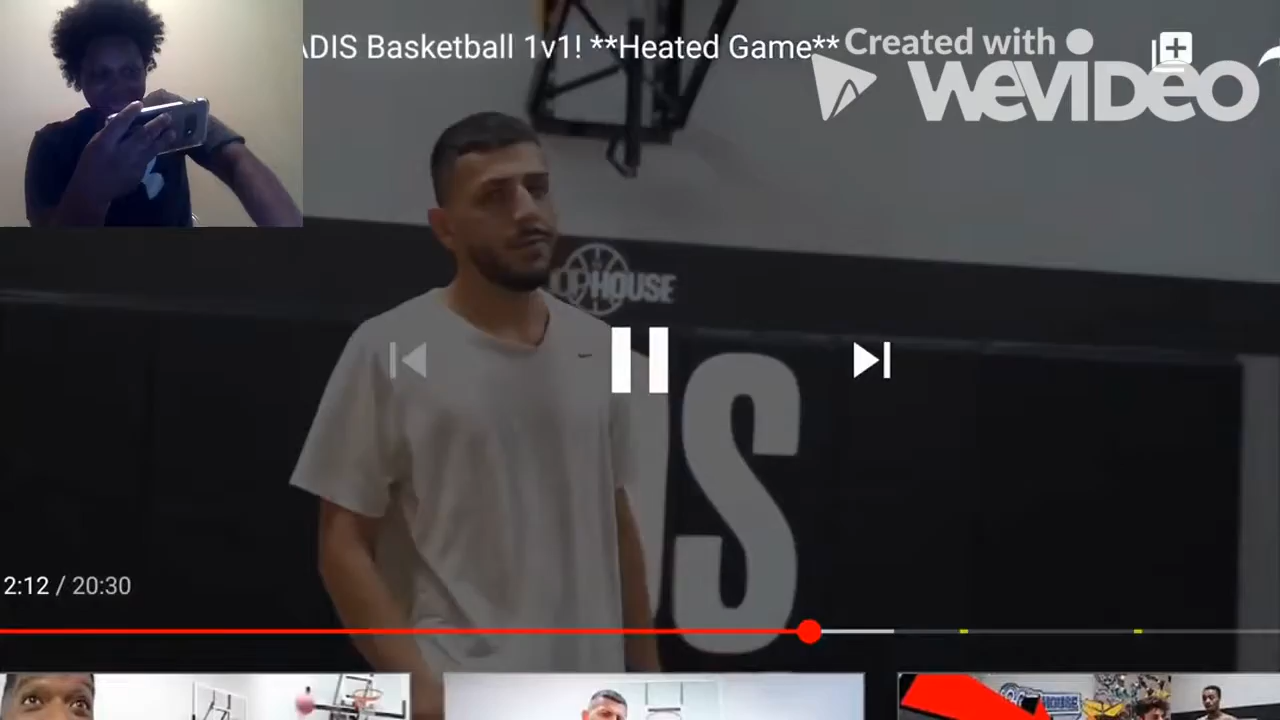 ADIS Basketball 1v1! **Heated Game**
Created with
WEVIDEO
HOUSE
S
2:12 / 20:30